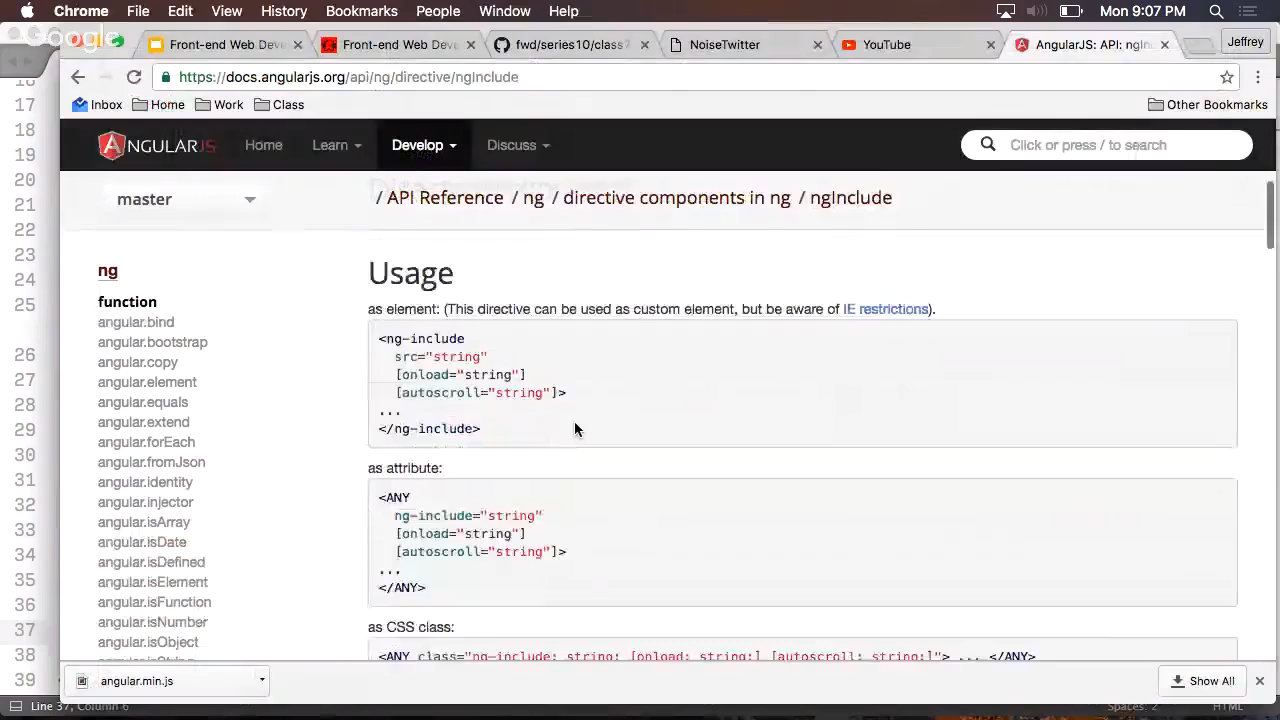 Chrome File Edit View History Bookmarks People Window Help Mon 9:07 PM
Google
Front-end Web Deve Front-end Web Dev fwd/series10/class7 NoiseTwitter YouTube AngularJS: API: ngIn Jeffrey
https://docs.angularjs.org/api/ng/directive/ngInclude
Inbox Home Work Class Other Bookmarks
ANGULARJS Home Learn Develop Discuss Click or press / to search
master
/ API Reference / ng / directive components in ng / ngInclude
ng
function
angular.bind
angular.bootstrap
angular.copy
angular.element
angular.equals
angular.extend
angular.forEach
angular.fromJson
angular.identity
angular.injector
angular.isArray
angular.isDate
angular.isDefined
angular.isElement
angular.isFunction
angular.isNumber
angular.isObject
Usage
as element: (This directive can be used as custom element, but be aware of IE restrictions).
<ng-include
src="string"
[onload="string"]
[autoscroll="string"]>
...
</ng-include>
as attribute:
<ANY
ng-include="string"
[onload="string"]
[autoscroll="string"]>
...
</ANY>
as CSS class:
<ANY class="ng-include: string; [onload: string;] [autoscroll: string;]"> ... </ANY>
17
18
19
20
21
22
23
24
25
26
27
28
29
30
31
32
33
34
35
36
37
38
39
angular.min.js Show All
Line 37, Column 6 Spaces: 2 HTML